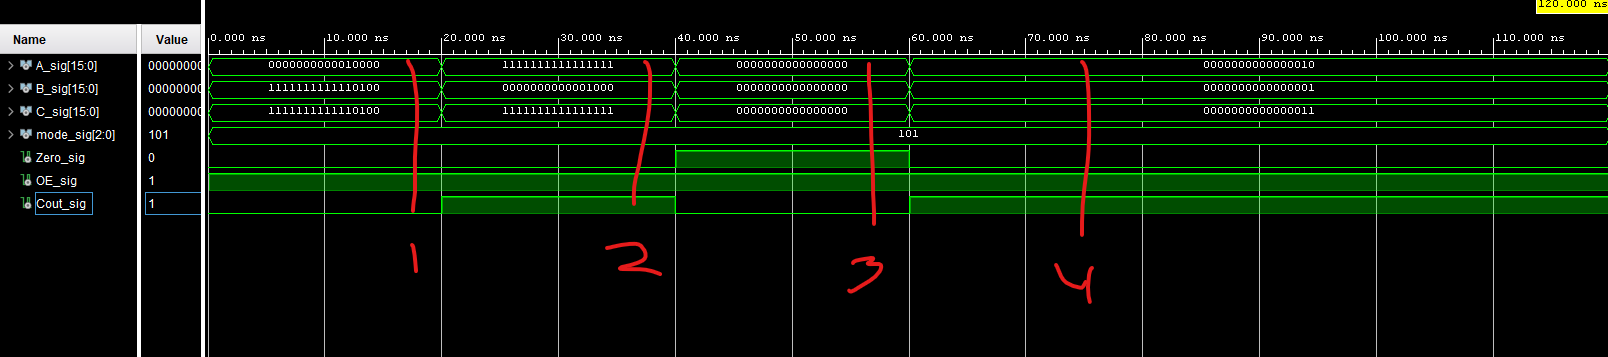 120.000 ns
Name Value
0.000 ns 10.000 ns 20.000 ns 30.000 ns 40.000 ns 50.000 ns 60.000 ns 70.000 ns 80.000 ns 90.000 ns 100.000 ns 110.000 ns
A_sig[15:0] 00000000 0000000000010000 1111111111111111 0000000000000000 0000000000000010
B_sig[15:0] 00000000 1111111111110100 0000000000001000 0000000000000000 0000000000000001
C_sig[15:0] 00000000 1111111111110100 1111111111111111 0000000000000000 0000000000000011
mode_sig[2:0] 101 101
Zero_sig 0
OE_sig 1
Cout_sig 1
1 2 3 4